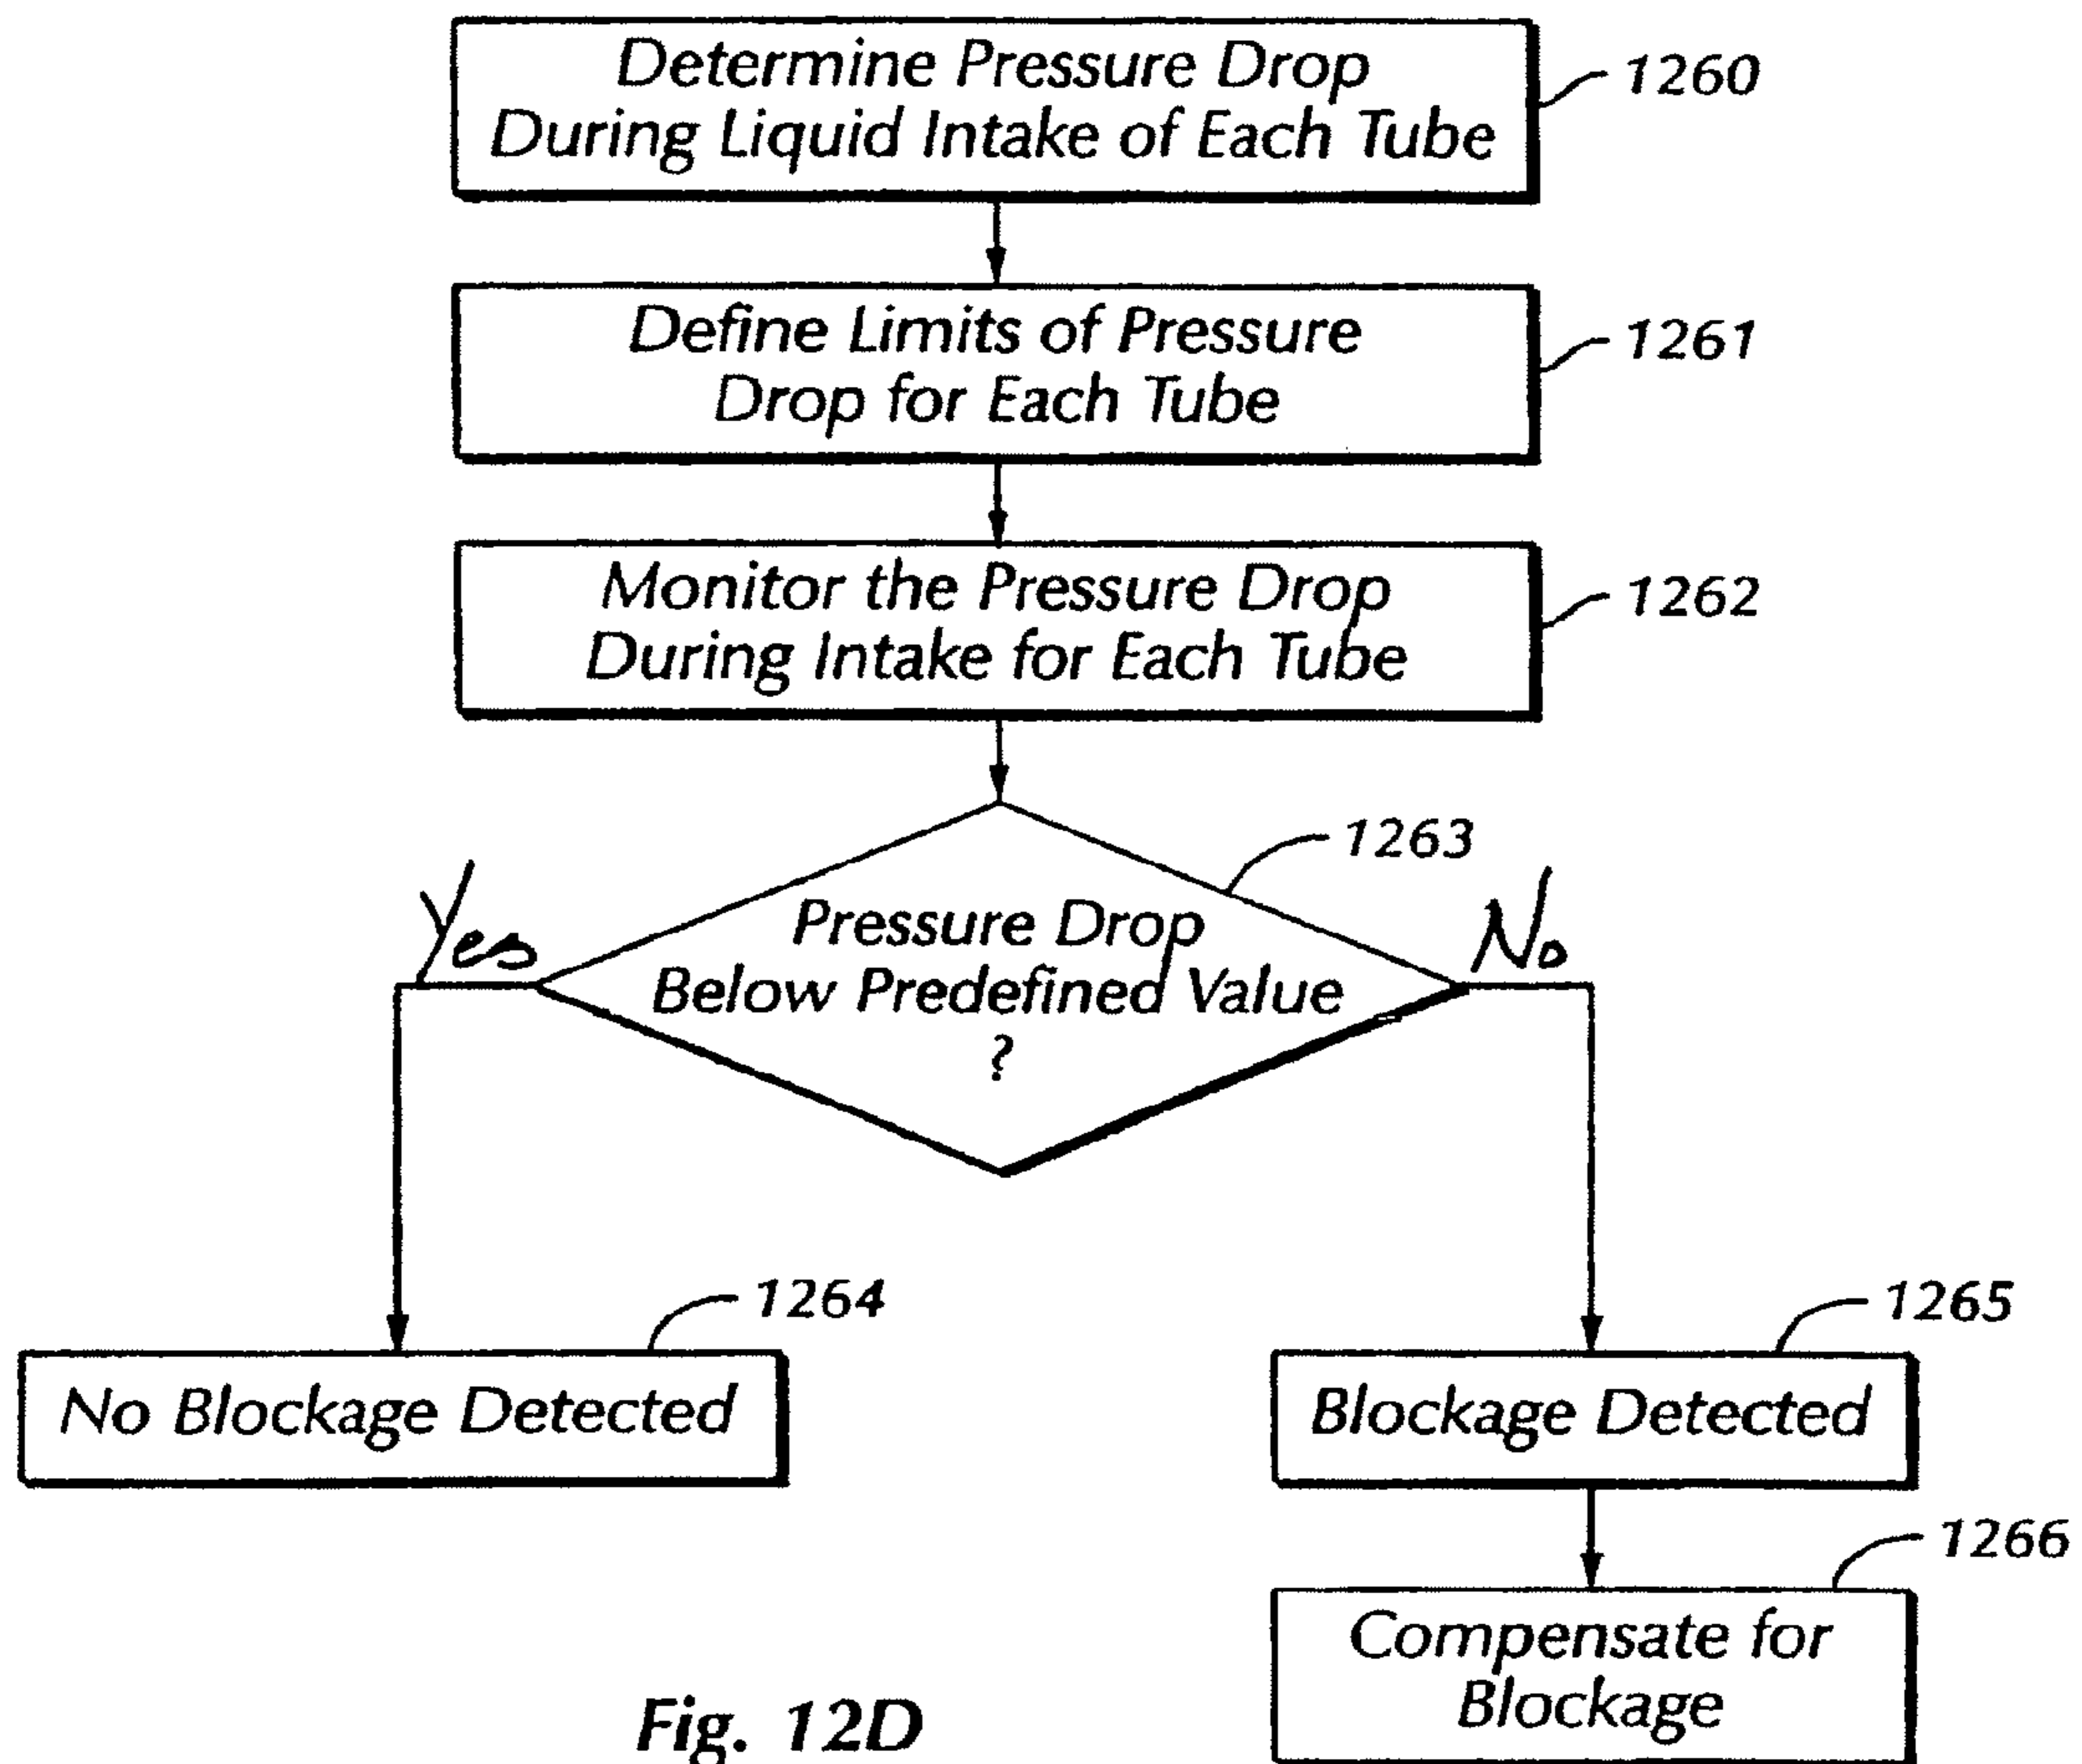 Determine Pressure Drop
During Liquid Intake of Each Tube
1260
Define Limits of Pressure
Drop for Each Tube
1261
Monitor the Pressure Drop
During Intake for Each Tube
1262
1263
Yes
No
Pressure Drop
Below Predefined Value
?
1264
No Blockage Detected
1265
Blockage Detected
1266
Compensate for
Blockage
Fig. 12D